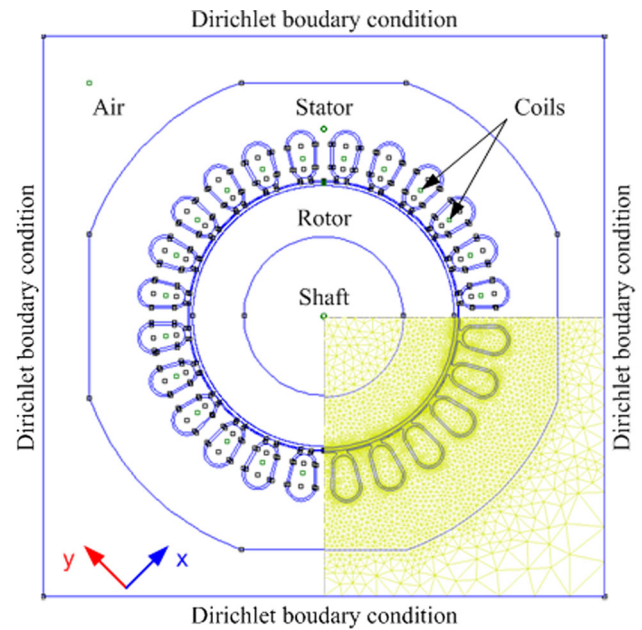 Dirichlet boudary condition
Air
Stator
Coils
Rotor
Shaft
Dirichlet boudary condition
Dirichlet boudary condition
y
x
Dirichlet boudary condition